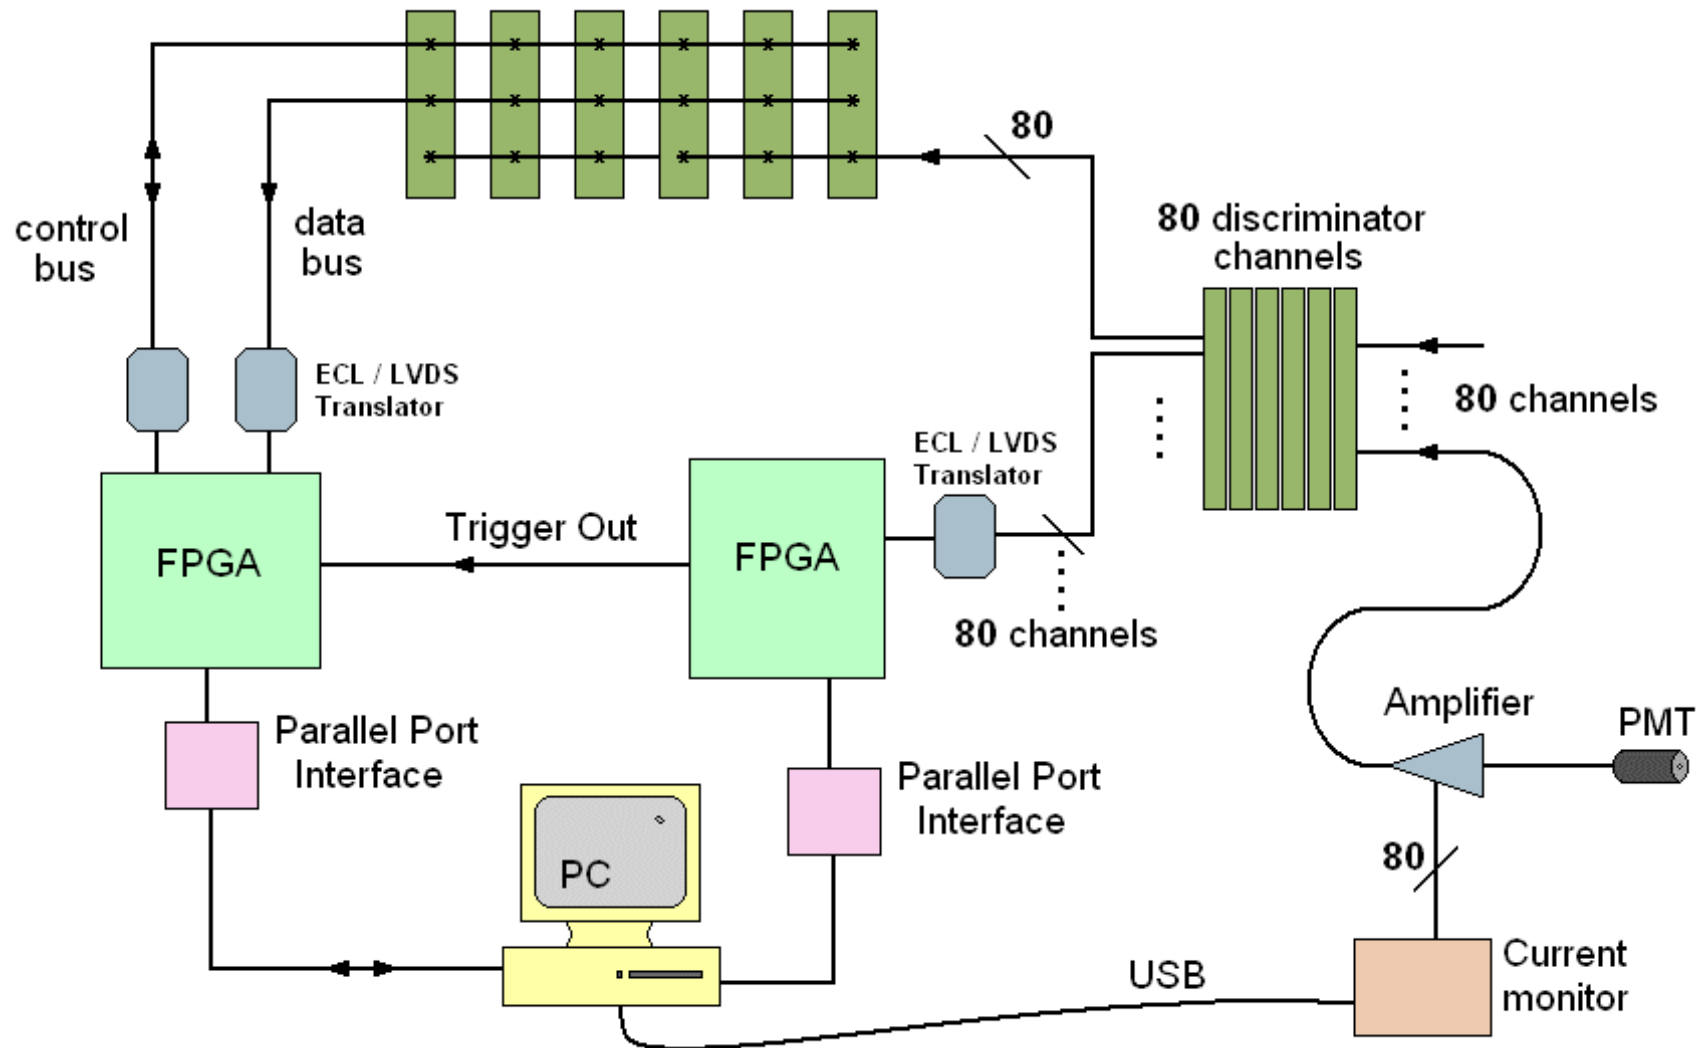 80
80 discriminator
channels
control
bus
data
bus
ECL / LVDS
Translator
80 channels
ECL / LVDS
Translator
Trigger Out
FPGA
FPGA
80 channels
Amplifier
PMT
Parallel Port
Interface
Parallel Port
Interface
80
PC
USB
Current
monitor